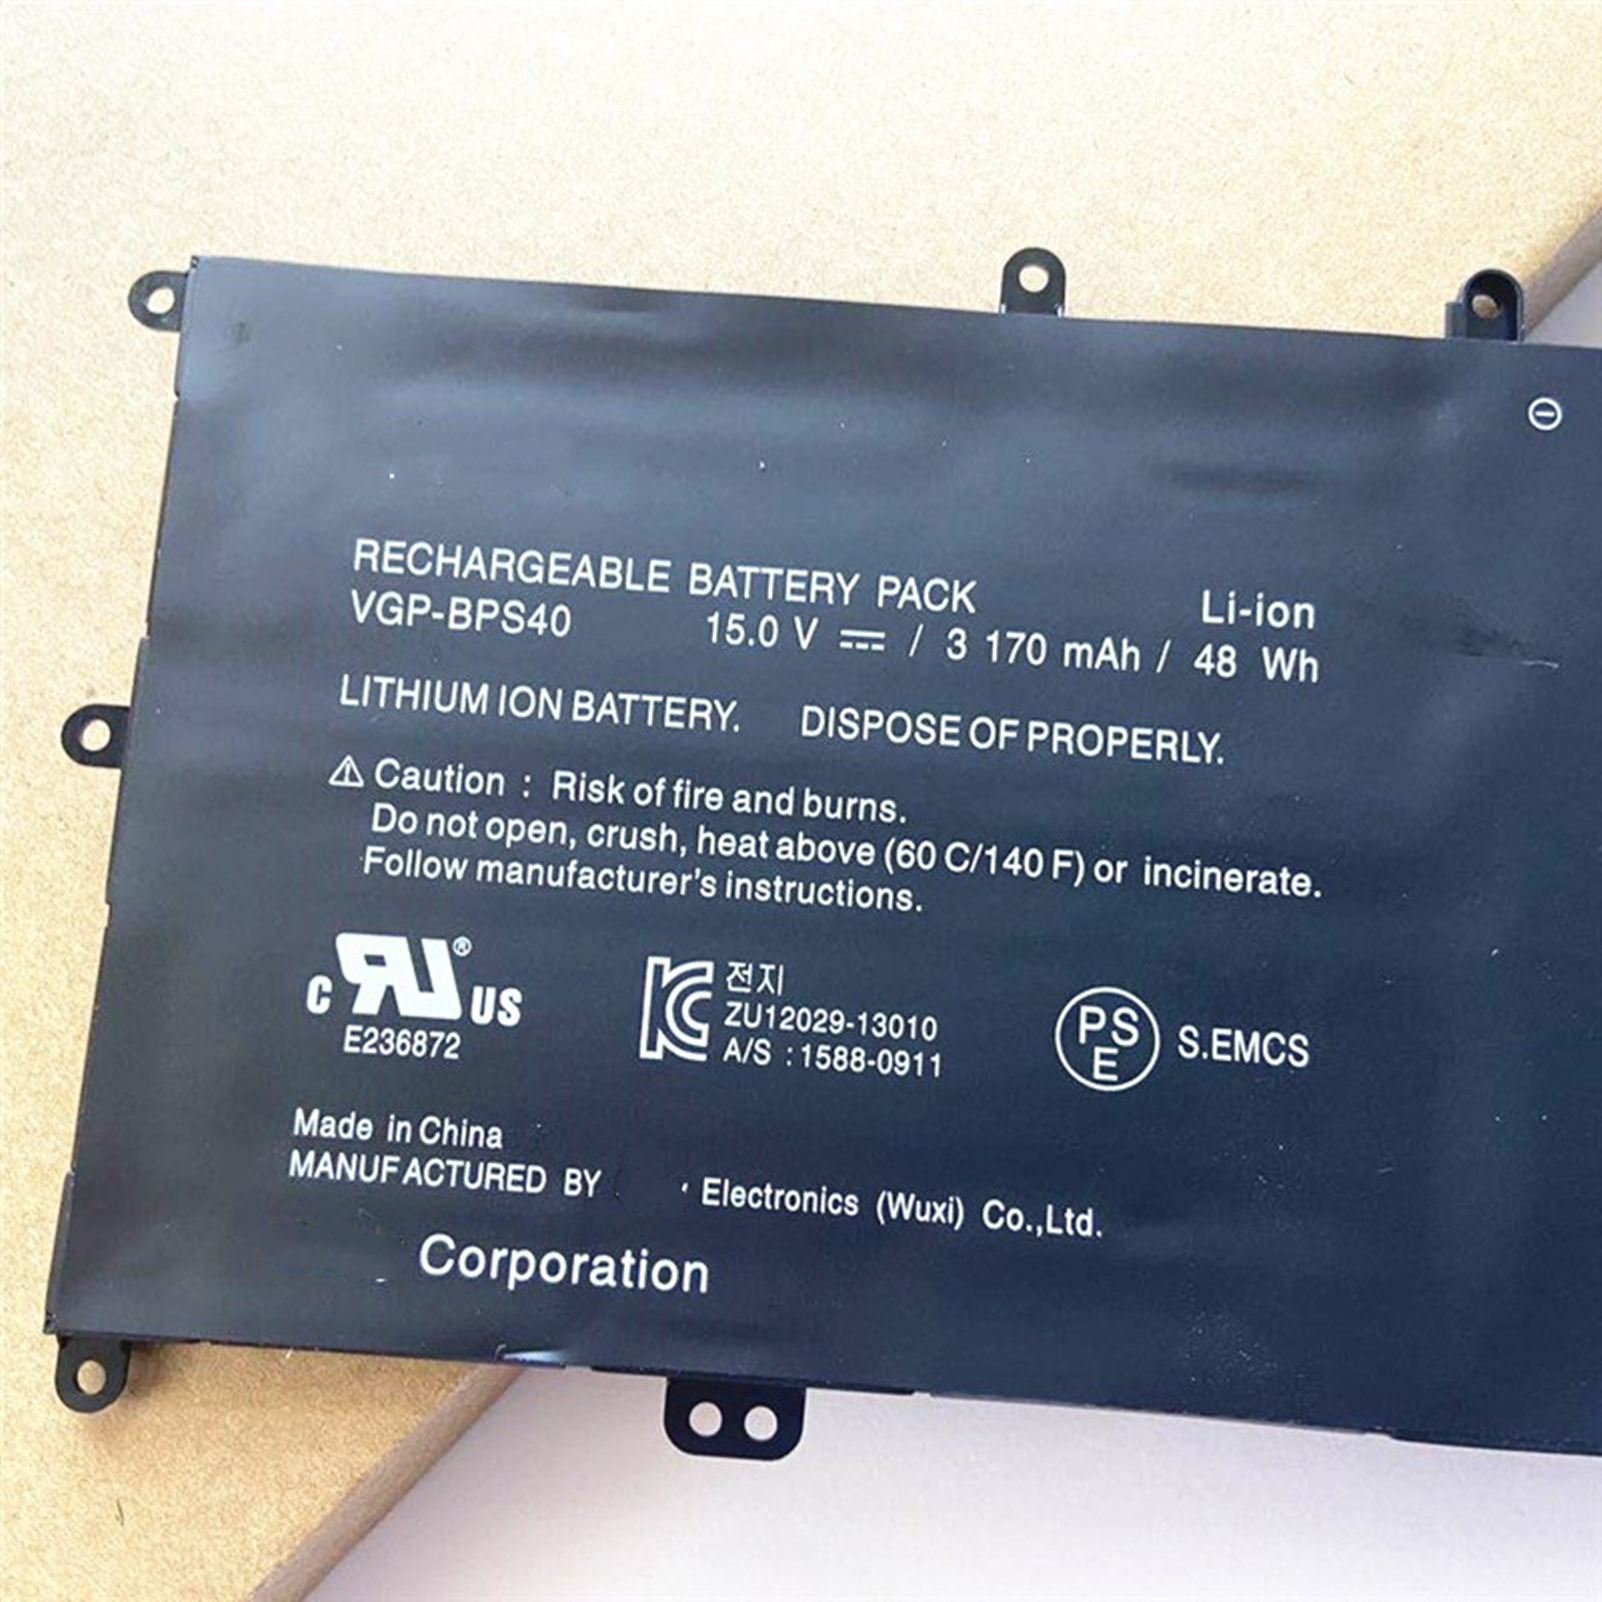 RECHARGEABLE BATTERY PACK Li-ion
VGP-BPS40 15.0 V ⎓ / 3 170 mAh / 48 Wh
LITHIUM ION BATTERY. DISPOSE OF PROPERLY.
⚠ Caution : Risk of fire and burns.
Do not open, crush, heat above (60 C/140 F) or incinerate.
Follow manufacturer's instructions.
c RU ® US
E236872
KC 전지
ZU12029-13010
A/S : 1588-0911
PS
E
S.EMCS
Made in China
MANUFACTURED BY Electronics (Wuxi) Co.,Ltd.
Corporation